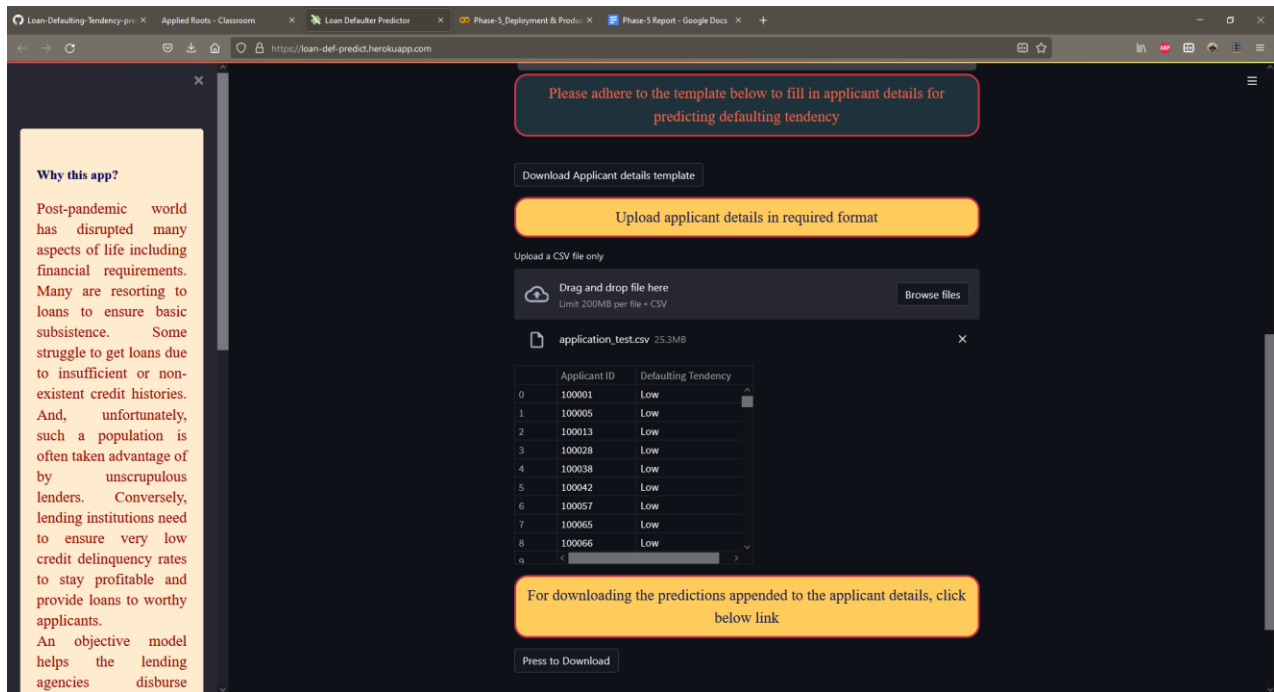 Loan-Defaulting-Tendency-pre
Applied Roots - Classroom
Loan Defaulter Predictor
Phase-5_Deployment & Produc
Phase-5 Report - Google Docs
https://loan-def-predict.herokuapp.com
Why this app?
Post-pandemic world
has disrupted many
aspects of life including
financial requirements.
Many are resorting to
loans to ensure basic
subsistence. Some
struggle to get loans due
to insufficient or non-
existent credit histories.
And, unfortunately,
such a population is
often taken advantage of
by unscrupulous
lenders. Conversely,
lending institutions need
to ensure very low
credit delinquency rates
to stay profitable and
provide loans to worthy
applicants.
An objective model
helps the lending
agencies disburse
Please adhere to the template below to fill in applicant details for
predicting defaulting tendency
Download Applicant details template
Upload applicant details in required format
Upload a CSV file only
Drag and drop file here
Limit 200MB per file • CSV
Browse files
application_test.csv 25.3MB
Applicant ID Defaulting Tendency
0 100001 Low
1 100005 Low
2 100013 Low
3 100028 Low
4 100038 Low
5 100042 Low
6 100057 Low
7 100065 Low
8 100066 Low
9
For downloading the predictions appended to the applicant details, click
below link
Press to Download